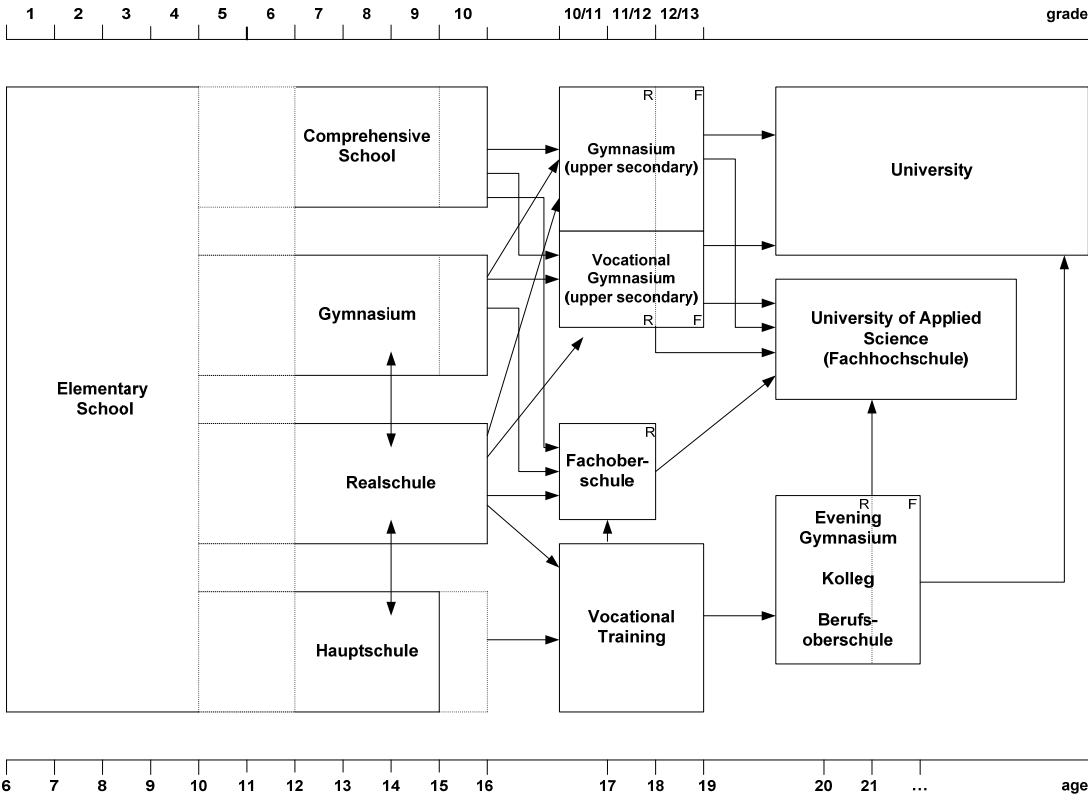 1 2 3 4 5 6 7 8 9 10 10/11 11/12 12/13 grade
R F
Comprehensive
School
Gymnasium
(upper secondary)
University
Vocational
Gymnasium
(upper secondary)
R F
Gymnasium
University of Applied
Science
(Fachhochschule)
Elementary
School
R
Fachober-
schule
Realschule
R F
Evening
Gymnasium
Kolleg
Berufs-
oberschule
Vocational
Training
Hauptschule
6 7 8 9 10 11 12 13 14 15 16 17 18 19 20 21 ... age